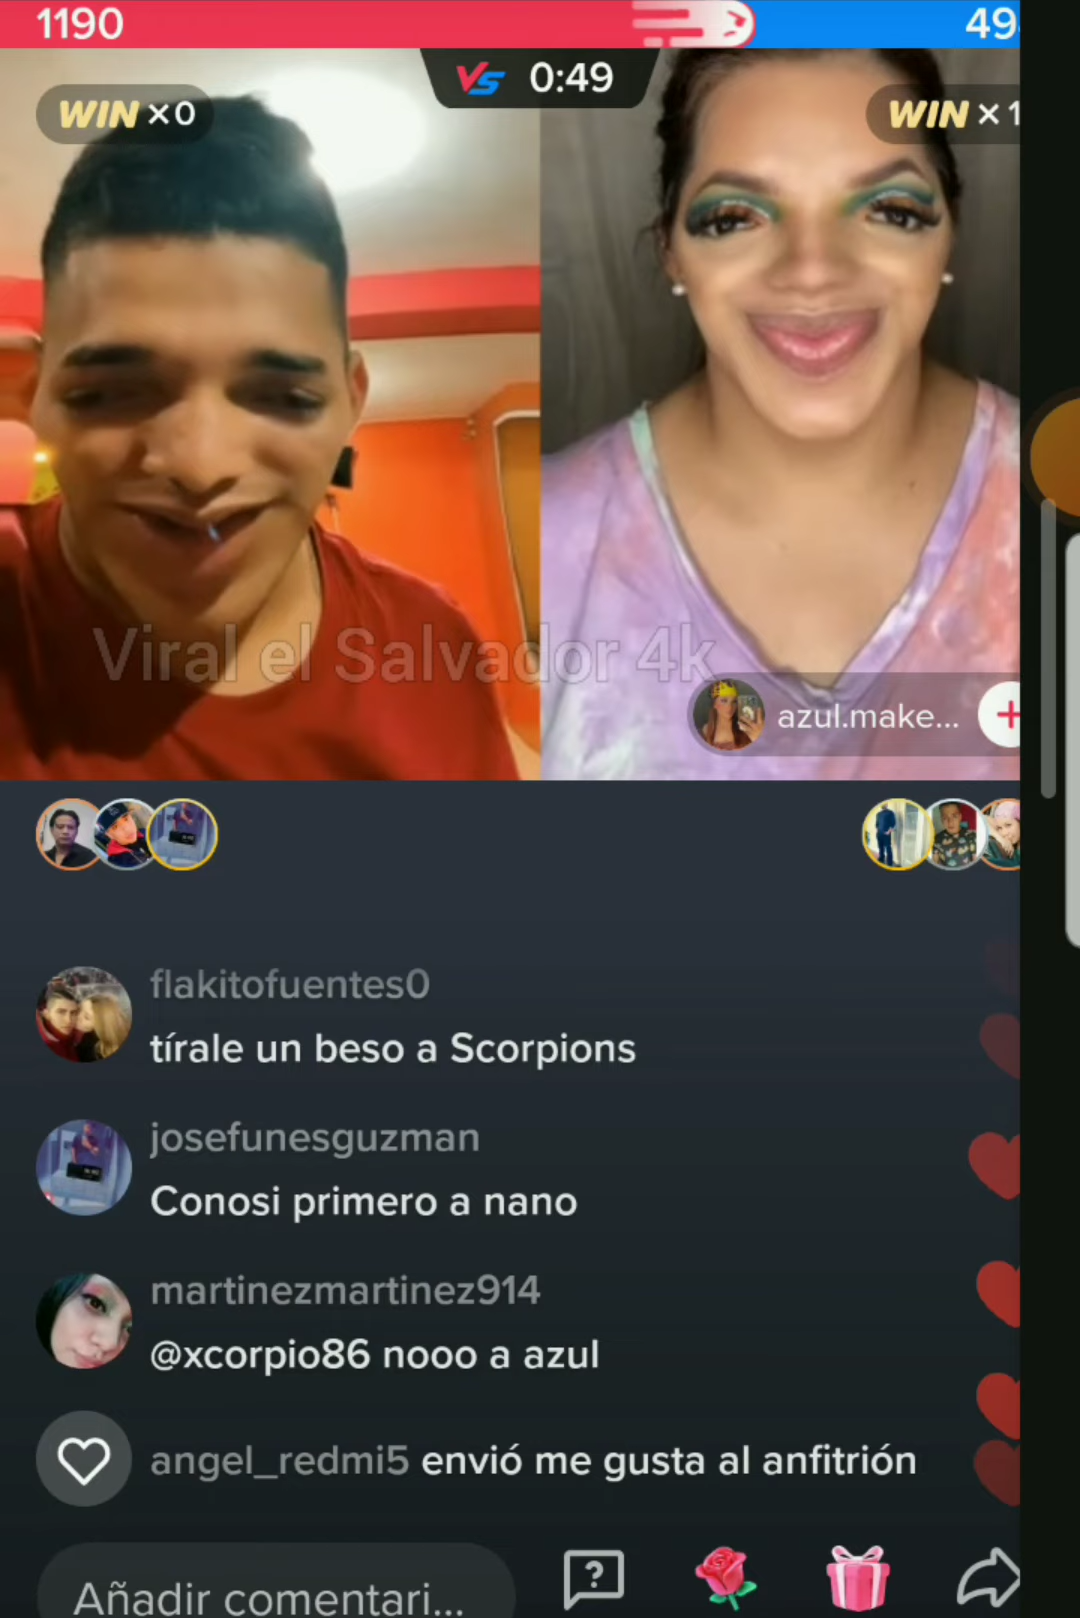 1190
49
VS 0:49
WIN ×0
WIN ×1
Viral el Salvador 4k
azul.make...
flakitofuentes0
tírale un beso a Scorpions
josefunesguzman
Conosi primero a nano
martinezmartinez914
@xcorpio86 nooo a azul
angel_redmi5 envió me gusta al anfitrión
Añadir comentari...